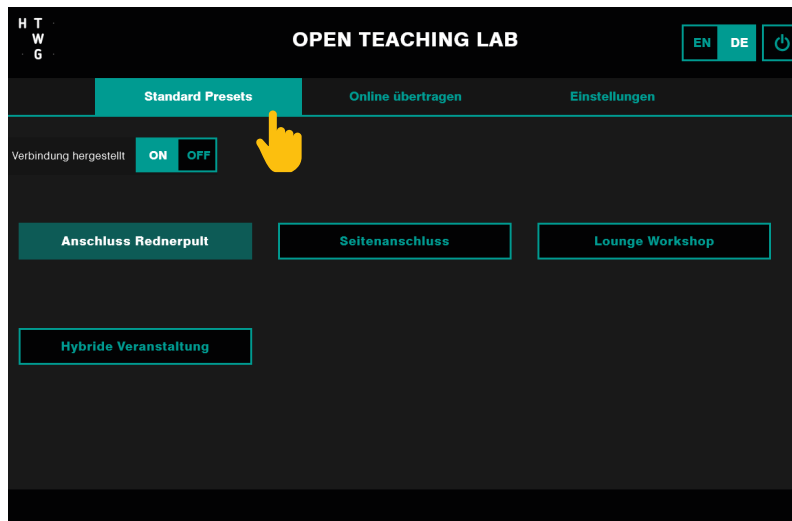 H T
W
G
OPEN TEACHING LAB
EN DE
Standard Presets Online übertragen Einstellungen
Verbindung hergestellt ON OFF
Anschluss Rednerpult Seitenanschluss Lounge Workshop
Hybride Veranstaltung